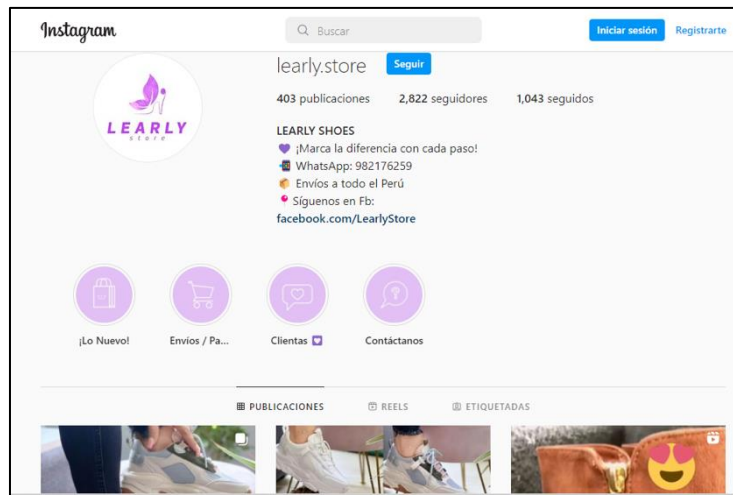 Instagram
Buscar
Iniciar sesión
Registrarte
LEARLY
store
learly.store
Seguir
403 publicaciones 2,822 seguidores 1,043 seguidos
LEARLY SHOES
💜 ¡Marca la diferencia con cada paso!
📲 WhatsApp: 982176259
📦 Envíos a todo el Perú
📍 Síguenos en Fb:
facebook.com/LearlyStore
¡Lo Nuevo! Envíos / Pa... Clientas 💟 Contáctanos
PUBLICACIONES REELS ETIQUETADAS